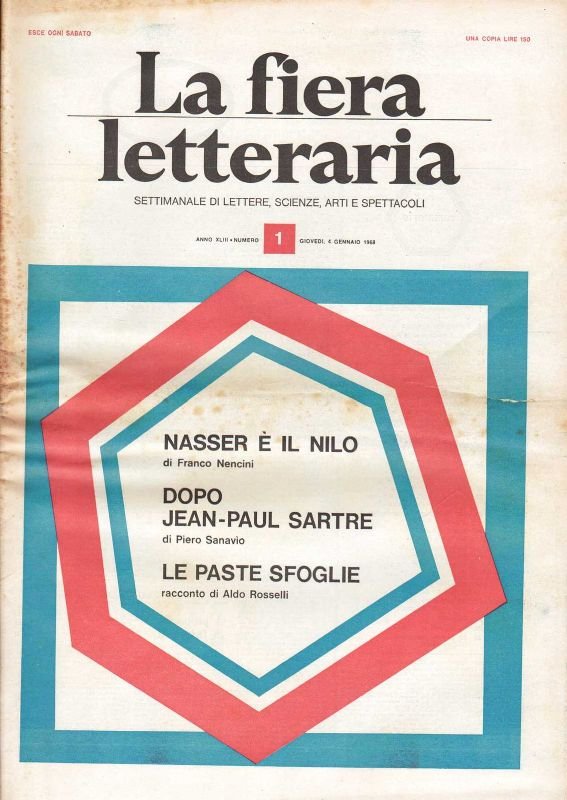 ESCE OGNI SABATO
UNA COPIA LIRE 150
La fiera
letteraria
SETTIMANALE DI LETTERE, SCIENZE, ARTI E SPETTACOLI
ANNO XLIII • NUMERO 1 GIOVEDI, 4 GENNAIO 1968
NASSER È IL NILO
di Franco Nencini
DOPO
JEAN-PAUL SARTRE
di Piero Sanavio
LE PASTE SFOGLIE
racconto di Aldo Rosselli